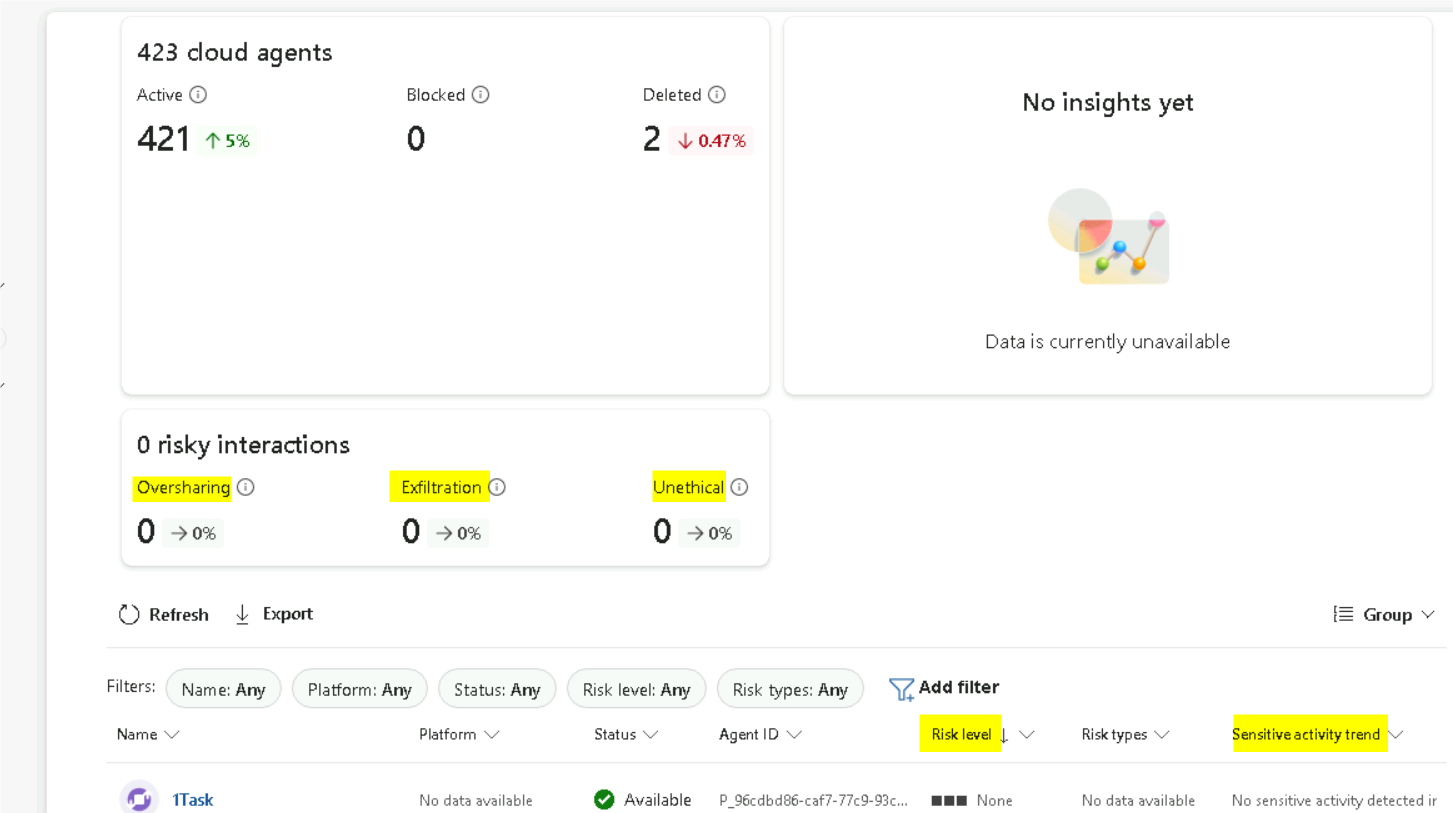 423 cloud agents
Active Blocked Deleted
421 ↑ 5% 0 2 ↓ 0.47%
No insights yet
Data is currently unavailable
0 risky interactions
Oversharing Exfiltration Unethical
0 → 0% 0 → 0% 0 → 0%
Refresh Export Group
Filters: Name: Any Platform: Any Status: Any Risk level: Any Risk types: Any Add filter
Name Platform Status Agent ID Risk level ↓ Risk types Sensitive activity trend
1Task No data available Available P_96cdbd86-caf7-77c9-93c... None No data available No sensitive activity detected ir